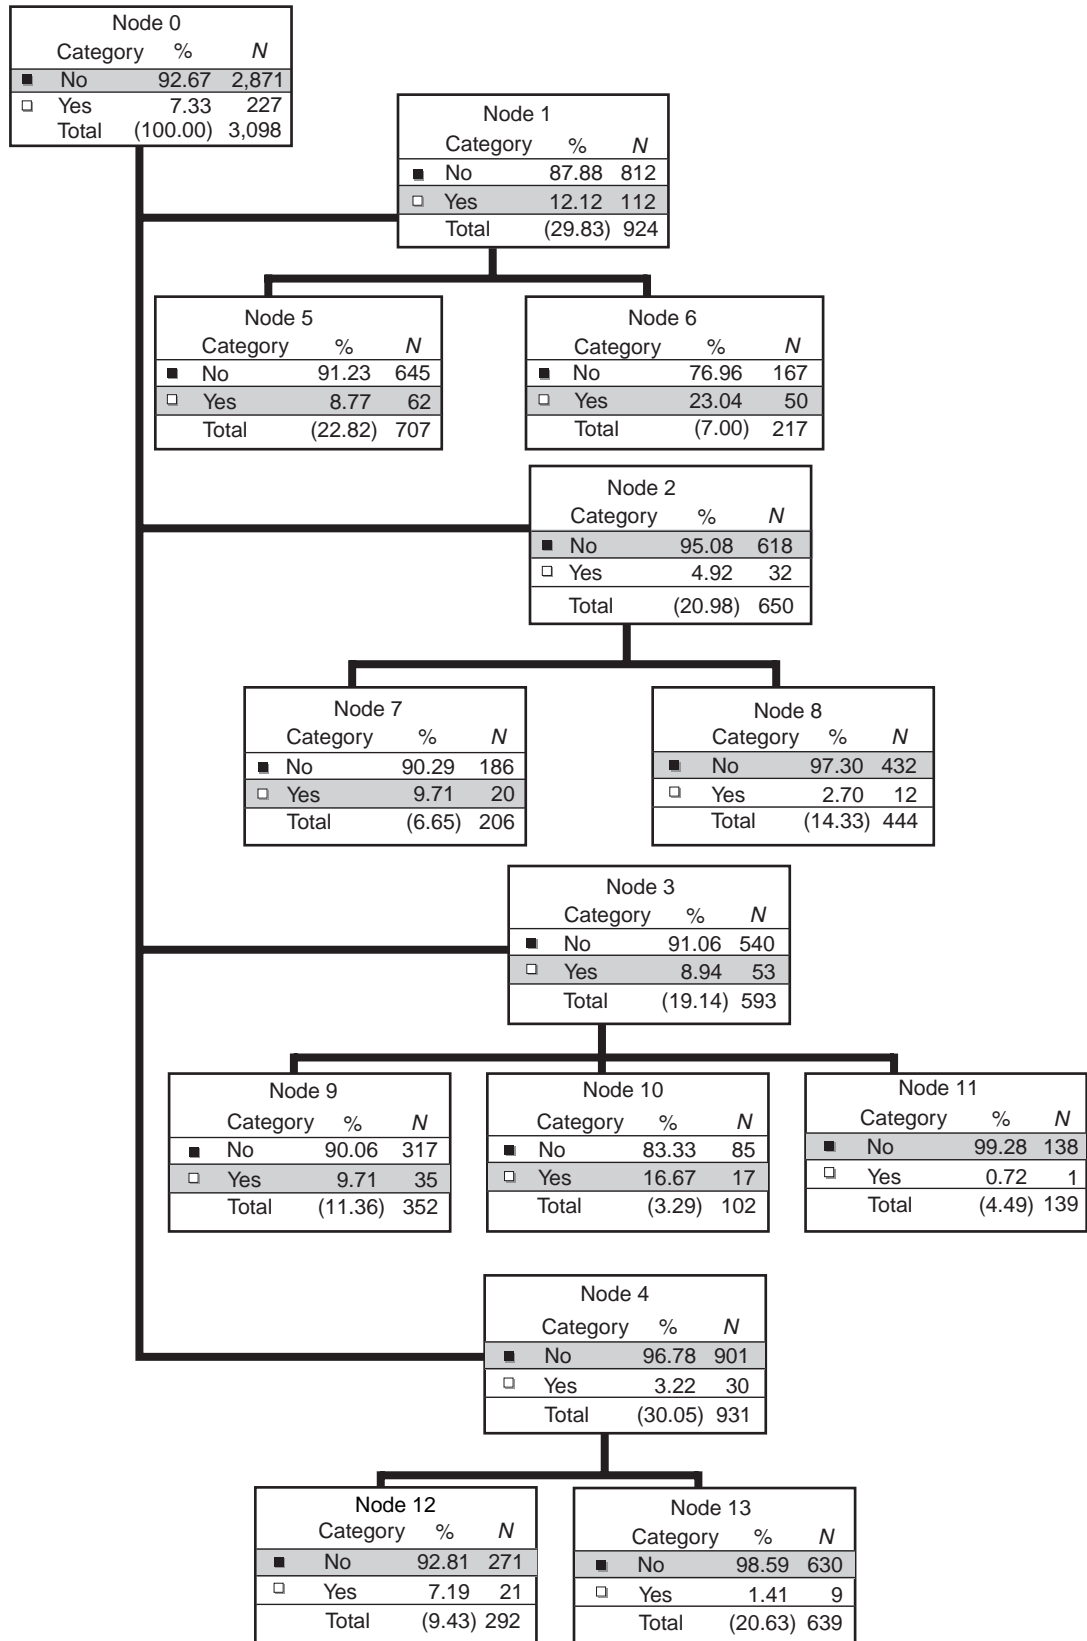 Node 0
Category % N
No 92.67 2,871
Yes 7.33 227
Total (100.00) 3,098
Node 1
Category % N
No 87.88 812
Yes 12.12 112
Total (29.83) 924
Node 5
Category % N
No 91.23 645
Yes 8.77 62
Total (22.82) 707
Node 6
Category % N
No 76.96 167
Yes 23.04 50
Total (7.00) 217
Node 2
Category % N
No 95.08 618
Yes 4.92 32
Total (20.98) 650
Node 7
Category % N
No 90.29 186
Yes 9.71 20
Total (6.65) 206
Node 8
Category % N
No 97.30 432
Yes 2.70 12
Total (14.33) 444
Node 3
Category % N
No 91.06 540
Yes 8.94 53
Total (19.14) 593
Node 9
Category % N
No 90.06 317
Yes 9.71 35
Total (11.36) 352
Node 10
Category % N
No 83.33 85
Yes 16.67 17
Total (3.29) 102
Node 11
Category % N
No 99.28 138
Yes 0.72 1
Total (4.49) 139
Node 4
Category % N
No 96.78 901
Yes 3.22 30
Total (30.05) 931
Node 12
Category % N
No 92.81 271
Yes 7.19 21
Total (9.43) 292
Node 13
Category % N
No 98.59 630
Yes 1.41 9
Total (20.63) 639